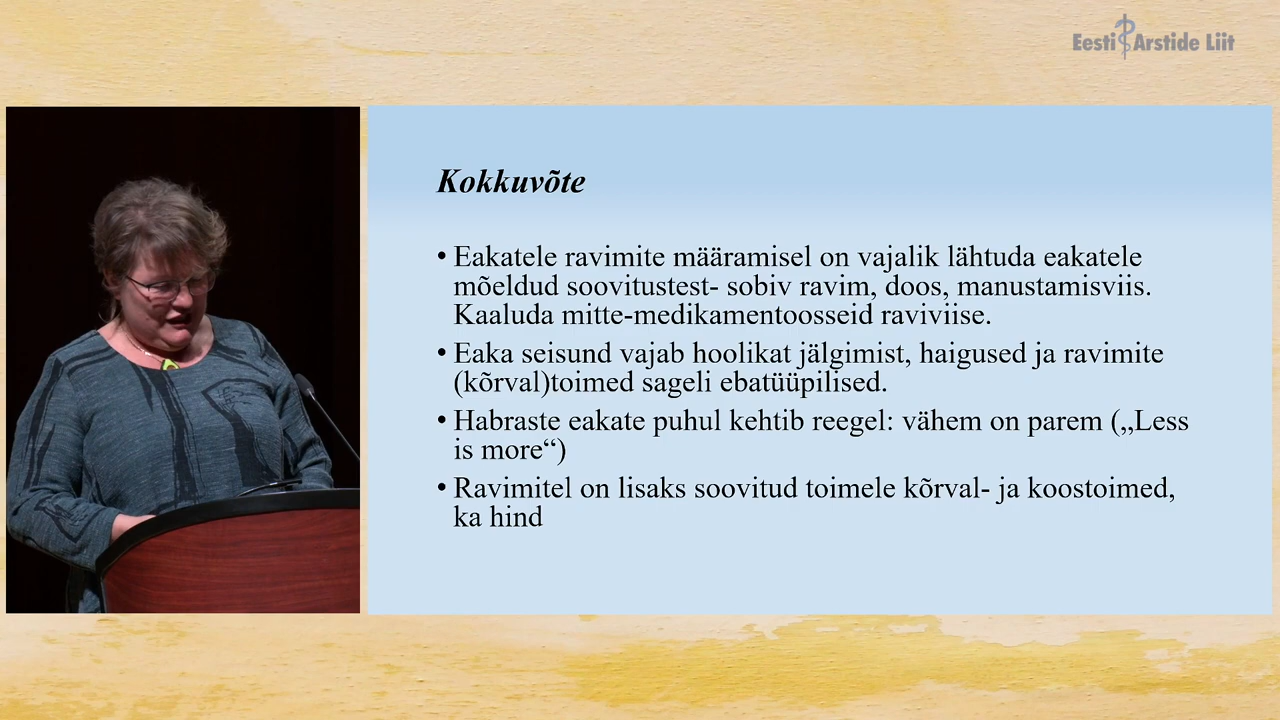 Eesti Arstide Liit
Kokkuvõte
• Eakatele ravimite määramisel on vajalik lähtuda eakatele
mõeldud soovitustest- sobiv ravim, doos, manustamisviis.
Kaaluda mitte-medikamentoosseid raviviise.
• Eaka seisund vajab hoolikat jälgimist, haigused ja ravimite
(kõrval)toimed sageli ebatüüpilised.
• Habraste eakate puhul kehtib reegel: vähem on parem („Less
is more“)
• Ravimitel on lisaks soovitud toimele kõrval- ja koostoimed,
ka hind